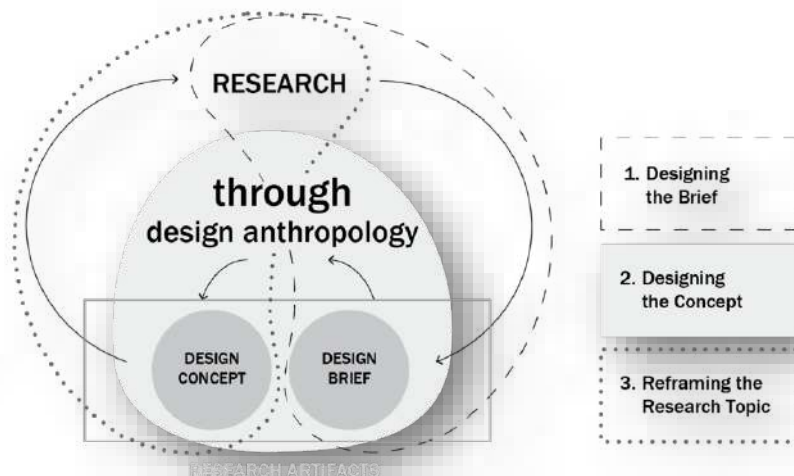 RESEARCH
through
design anthropology
DESIGN
CONCEPT
DESIGN
BRIEF
RESEARCH ARTIFACTS
1. Designing
the Brief
2. Designing
the Concept
3. Reframing the
Research Topic